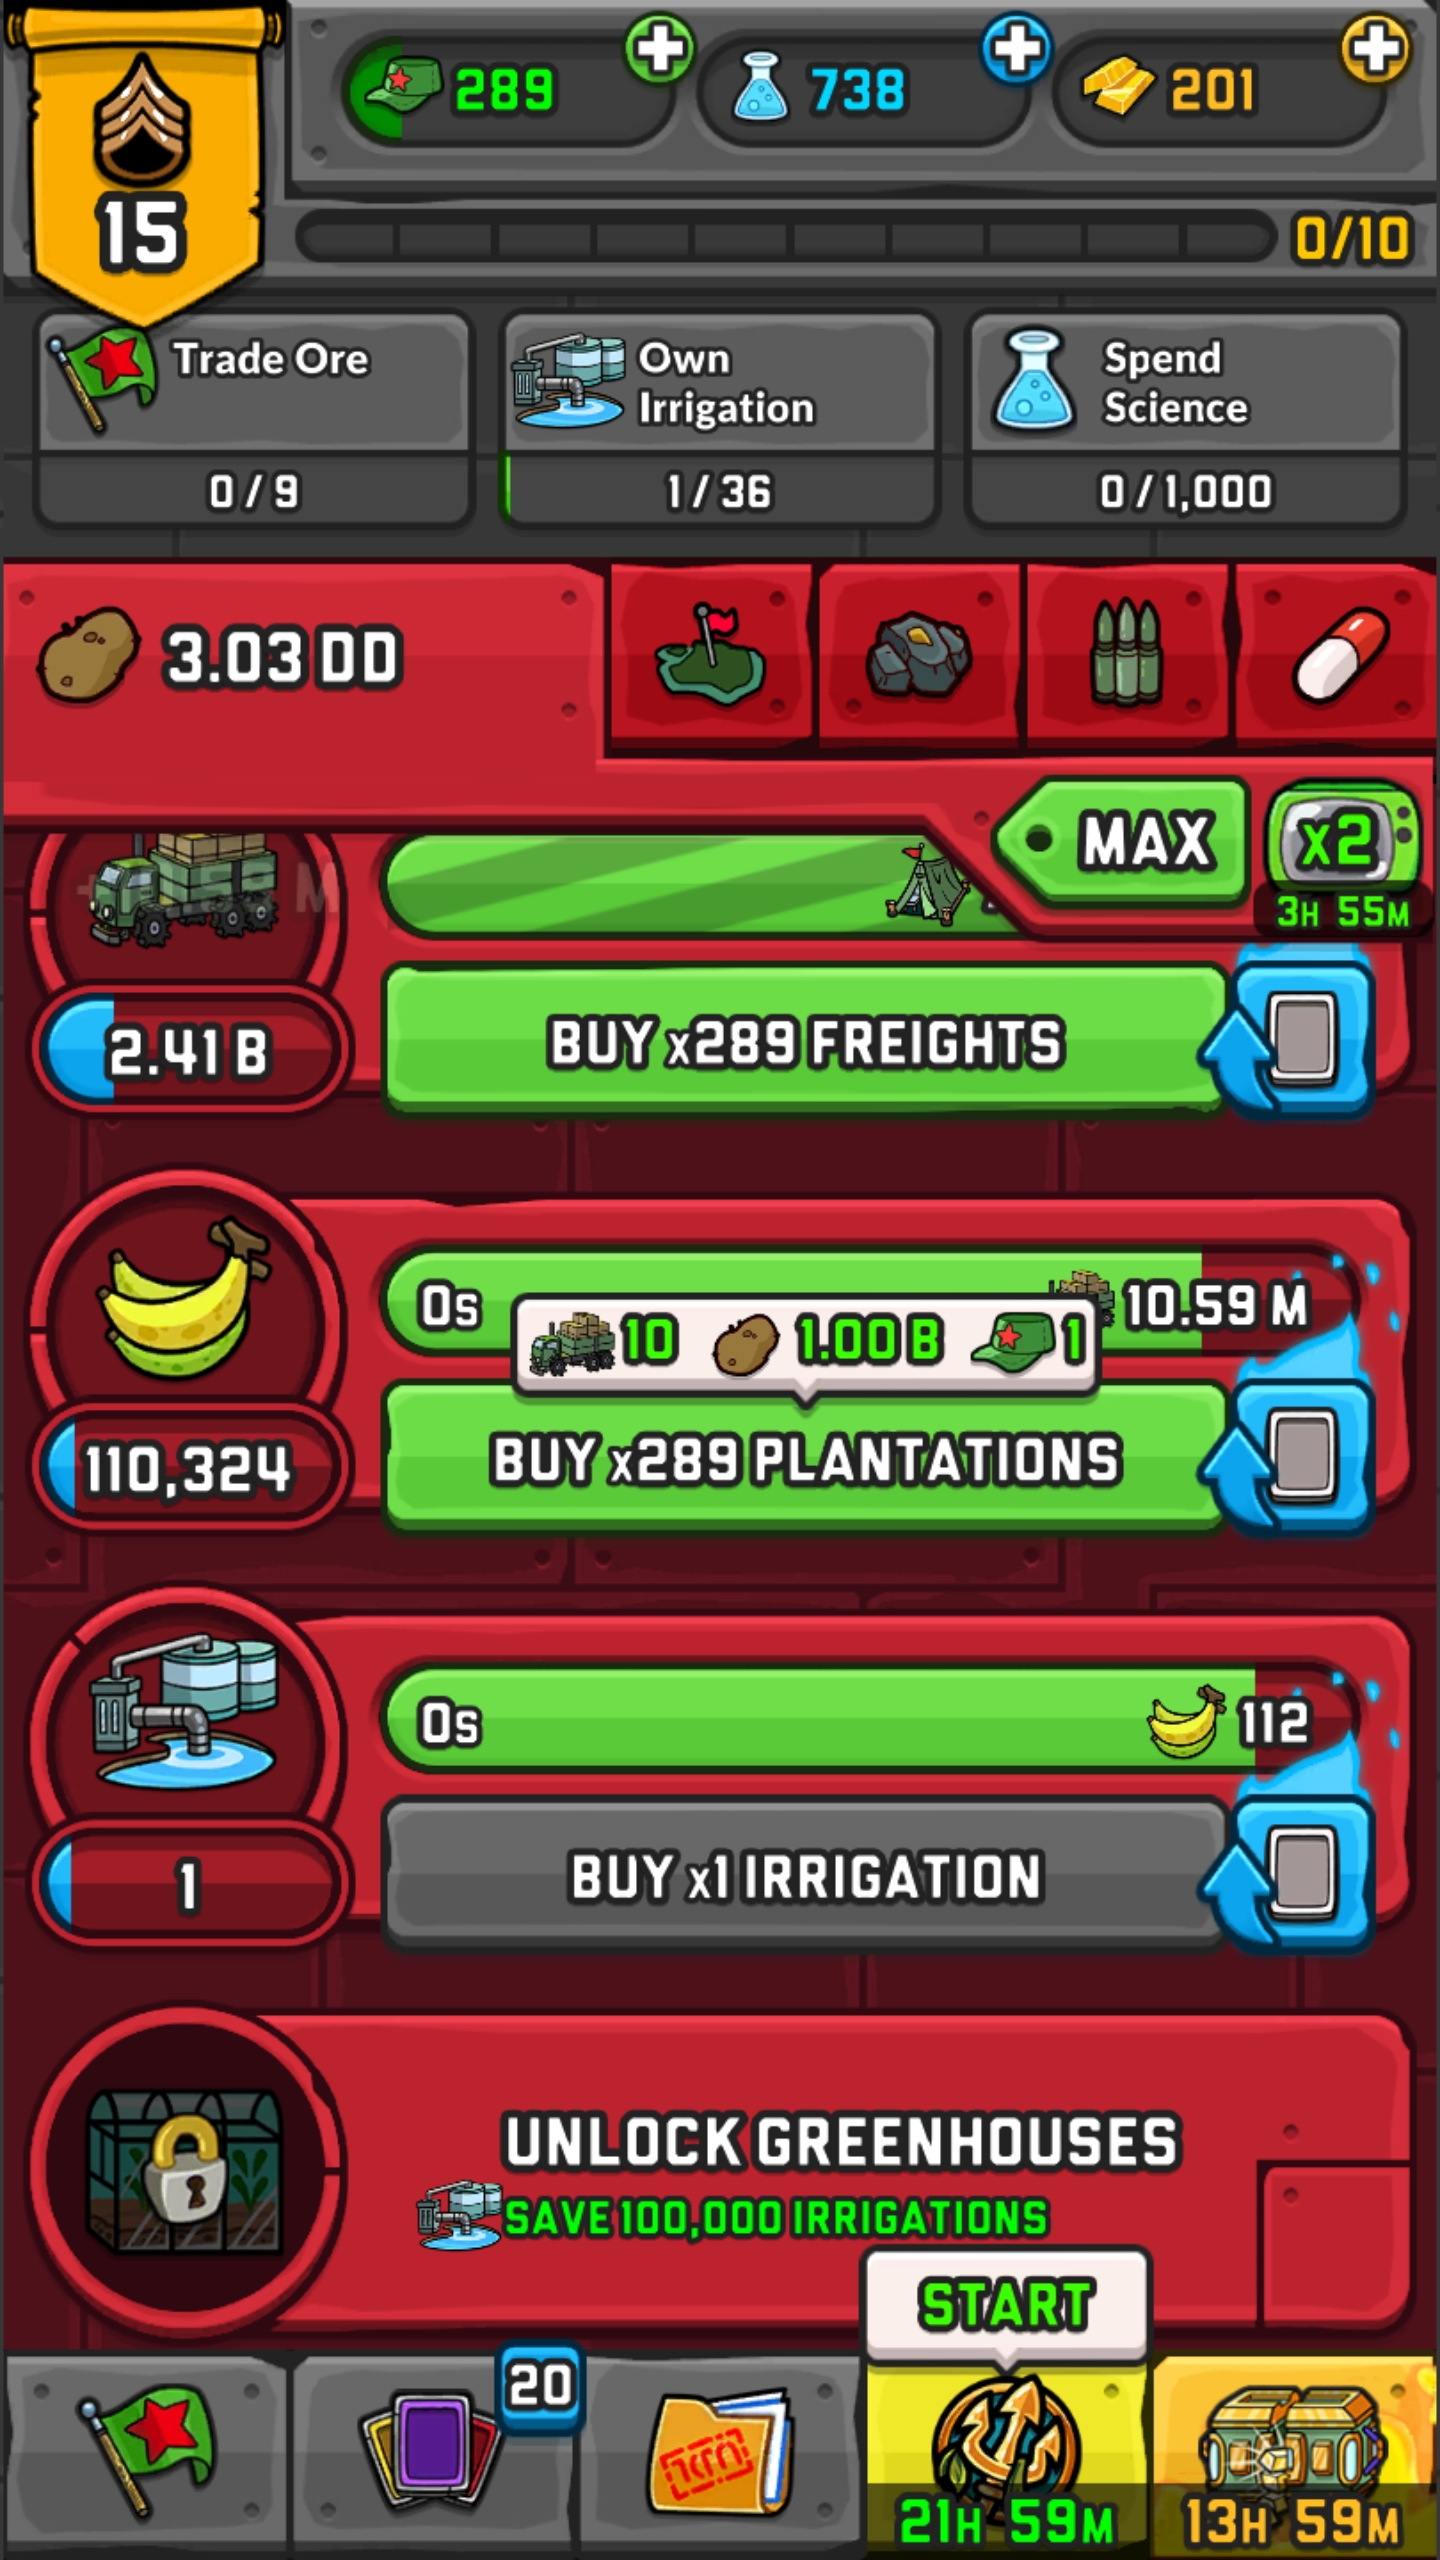 289
738
201
15
0/10
Trade Ore
0 / 9
Own
Irrigation
1 / 36
Spend
Science
0 / 1,000
3.03 DD
MAX
x2
3H 55M
2.41 B
BUY x289 FREIGHTS
0s
10.59 M
10
1.00 B
1
110,324
BUY x289 PLANTATIONS
0s
112
1
BUY x1 IRRIGATION
UNLOCK GREENHOUSES
SAVE 100,000 IRRIGATIONS
START
20
21H 59M
13H 59M